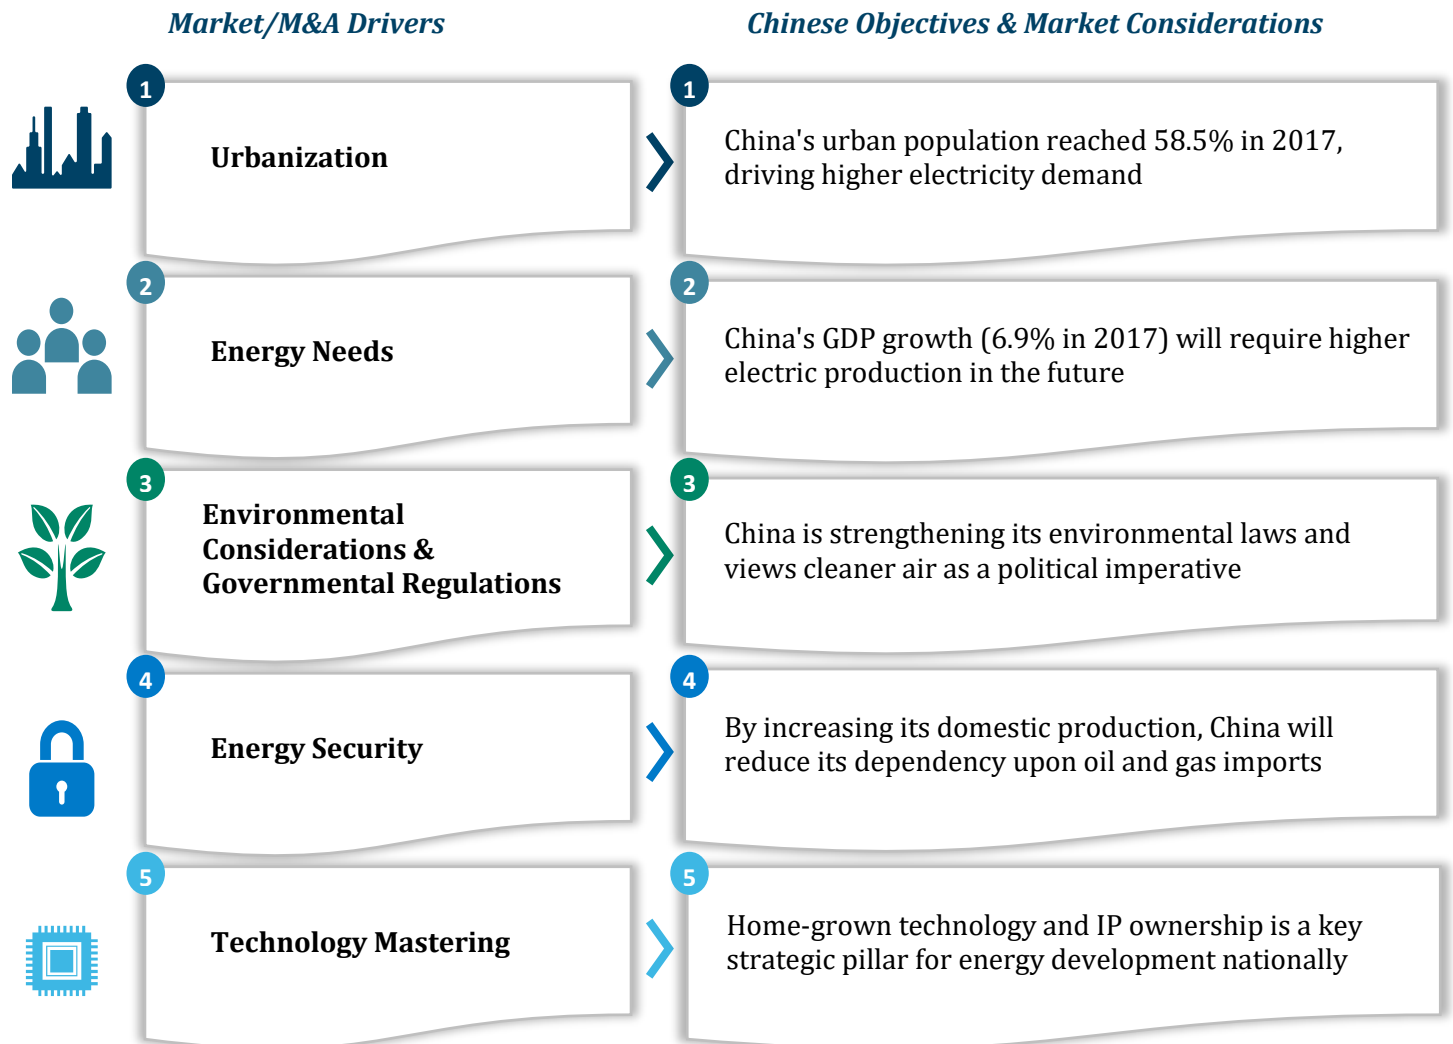 Market/M&A Drivers
Chinese Objectives & Market Considerations
1
Urbanization
1
China's urban population reached 58.5% in 2017,
driving higher electricity demand
2
Energy Needs
2
China's GDP growth (6.9% in 2017) will require higher
electric production in the future
3
Environmental
Considerations &
Governmental Regulations
3
China is strengthening its environmental laws and
views cleaner air as a political imperative
4
Energy Security
4
By increasing its domestic production, China will
reduce its dependency upon oil and gas imports
5
Technology Mastering
5
Home-grown technology and IP ownership is a key
strategic pillar for energy development nationally